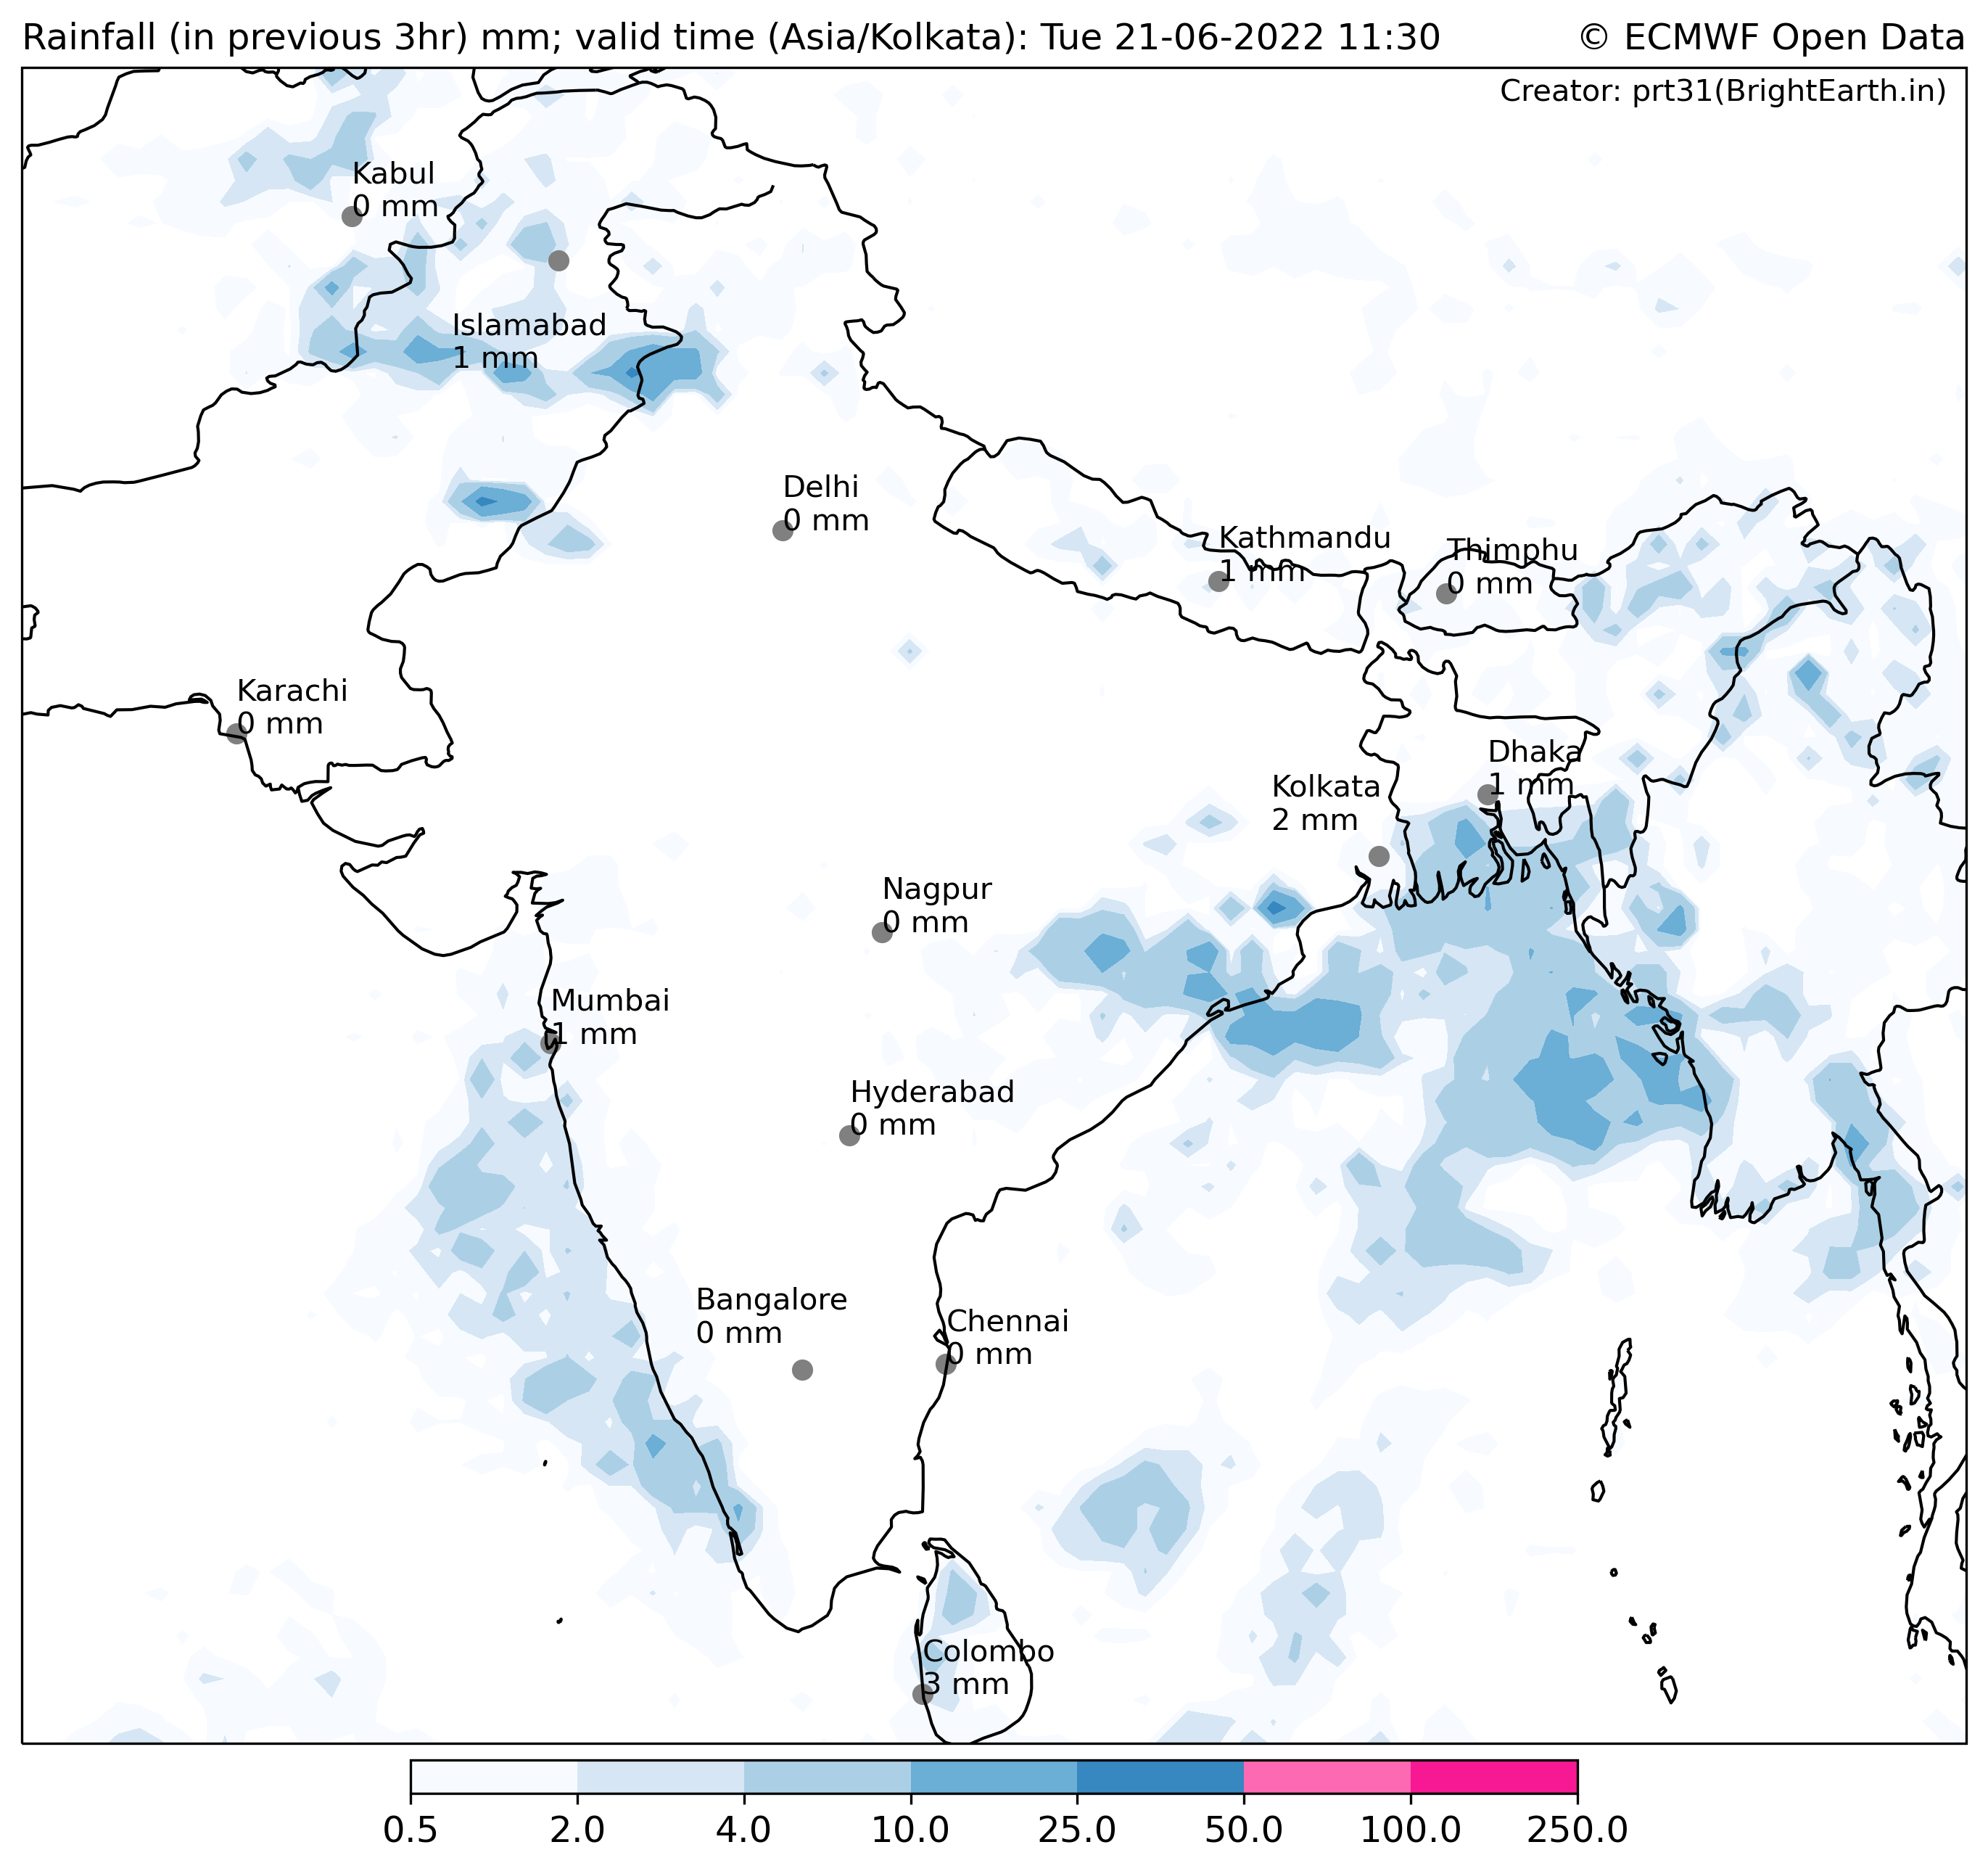 Rainfall (in previous 3hr) mm; valid time (Asia/Kolkata): Tue 21-06-2022 11:30
© ECMWF Open Data
Creator: prt31(BrightEarth.in)
Kabul
0 mm
Islamabad
1 mm
Delhi
0 mm
Kathmandu
1 mm
Thimphu
0 mm
Karachi
0 mm
Dhaka
1 mm
Kolkata
2 mm
Nagpur
0 mm
Mumbai
1 mm
Hyderabad
0 mm
Bangalore
0 mm
Chennai
0 mm
Colombo
3 mm
0.5 2.0 4.0 10.0 25.0 50.0 100.0 250.0